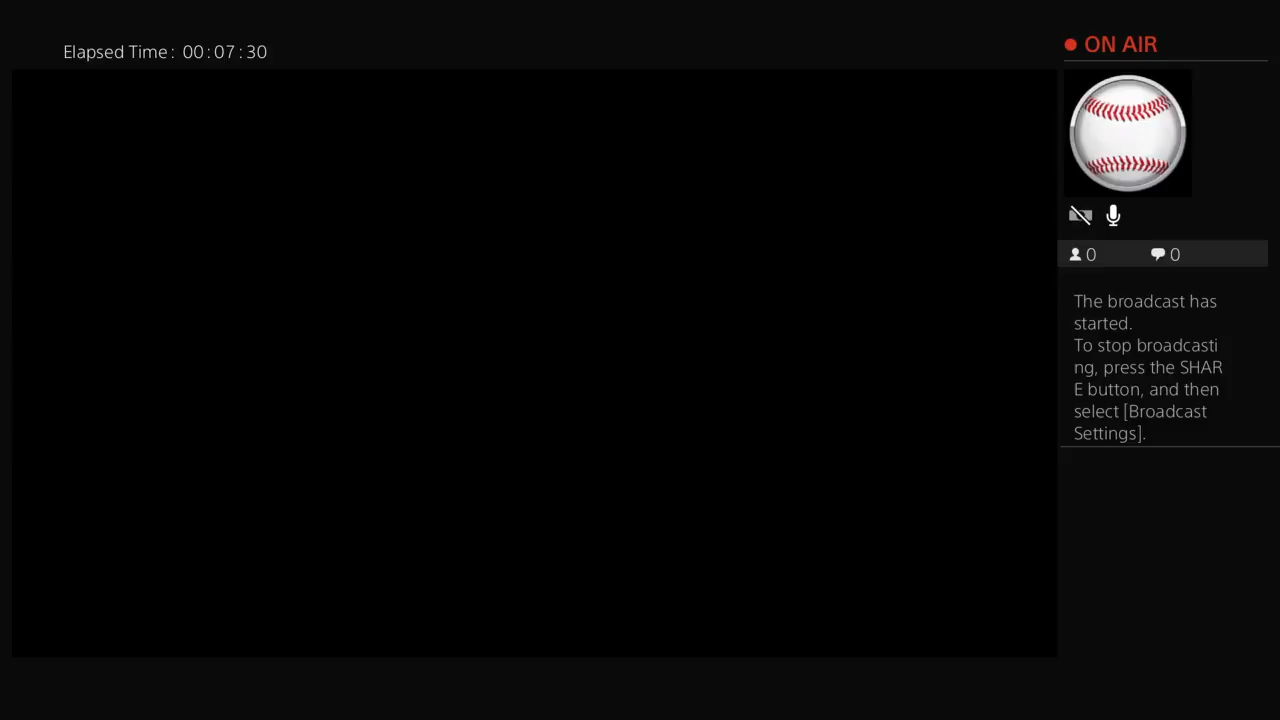 Elapsed Time: 00:07:30
ON AIR
0 0
The broadcast has
started.
To stop broadcasti
ng, press the SHAR
E button, and then
select [Broadcast
Settings].